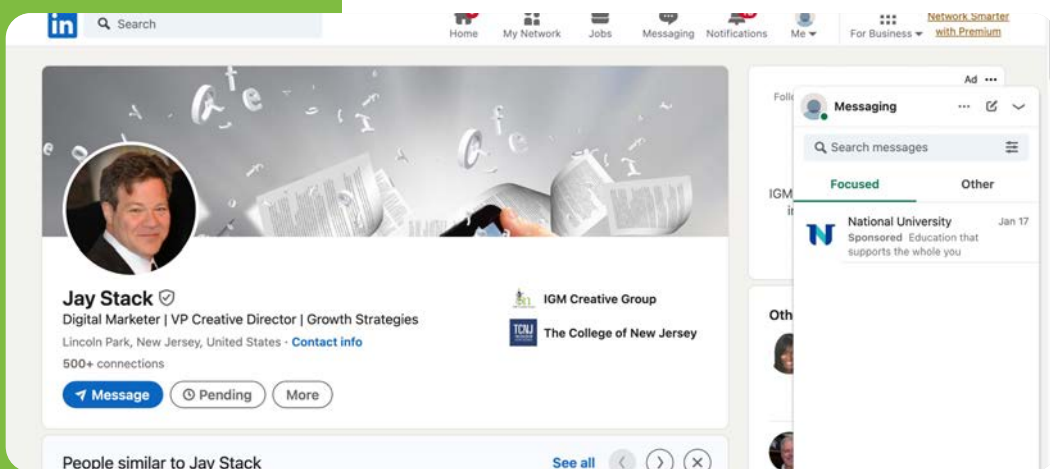 in
Search
Home
My Network
Jobs
Messaging
Notifications
Me
For Business
Network Smarter
with Premium
Ad
Messaging
Search messages
Focused
Other
National University
Jan 17
Sponsored Education that
supports the whole you
IGM
Jay Stack
Digital Marketer | VP Creative Director | Growth Strategies
Lincoln Park, New Jersey, United States · Contact info
500+ connections
IGM Creative Group
TCNJ
The College of New Jersey
Message
Pending
More
Oth
People similar to Jay Stack
See all